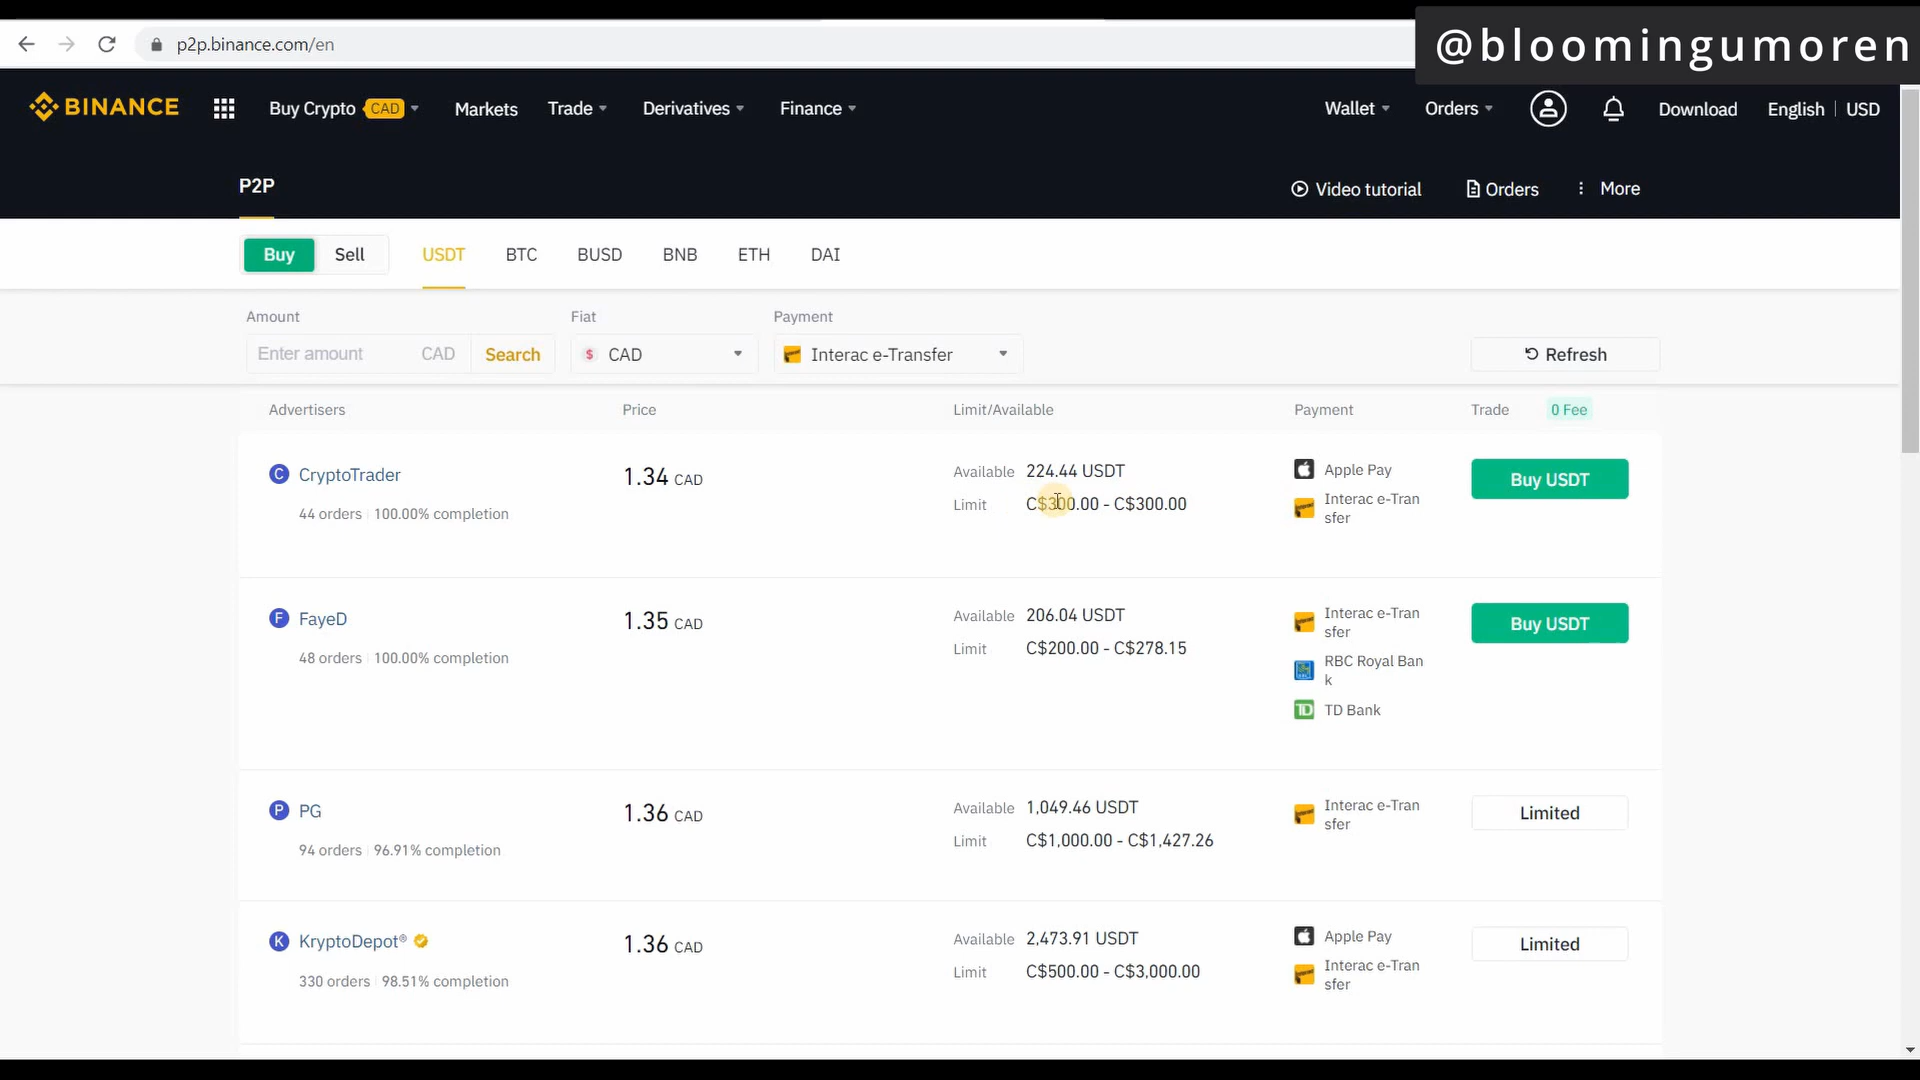 p2p.binance.com/en
@bloomingumoren
BINANCE Buy Crypto CAD Markets Trade Derivatives Finance Wallet Orders Download English USD
P2P Video tutorial Orders More
Buy Sell USDT BTC BUSD BNB ETH DAI
Amount Fiat Payment
Enter amount CAD Search $ CAD Interac e-Transfer Refresh
Advertisers Price Limit/Available Payment Trade 0 Fee
C CryptoTrader 1.34 CAD Available 224.44 USDT Apple Pay Buy USDT
44 orders 100.00% completion Limit C$300.00 - C$300.00 Interac e-Tran
sfer
F FayeD 1.35 CAD Available 206.04 USDT Interac e-Tran Buy USDT
sfer
48 orders 100.00% completion Limit C$200.00 - C$278.15 RBC Royal Ban
k
TD TD Bank
P PG 1.36 CAD Available 1,049.46 USDT Interac e-Tran Limited
sfer
94 orders 96.91% completion Limit C$1,000.00 - C$1,427.26
K KryptoDepot® 1.36 CAD Available 2,473.91 USDT Apple Pay Limited
330 orders 98.51% completion Limit C$500.00 - C$3,000.00 Interac e-Tran
sfer